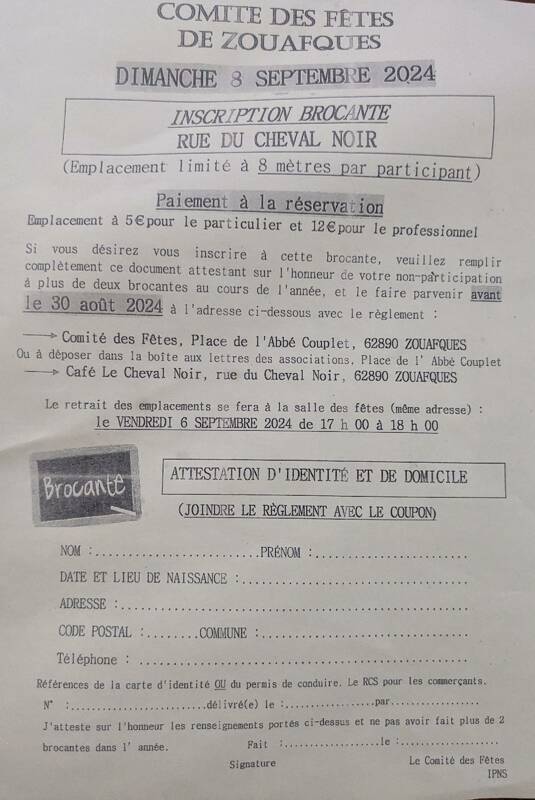 COMITE DES FÊTES
DE ZOUAFQUES
DIMANCHE 8 SEPTEMBRE 2024
INSCRIPTION BROCANTE
RUE DU CHEVAL NOIR
(Emplacement limité à 8 mètres par participant)
Paiement à la réservation
Emplacement à 5€pour le particulier et 12€pour le professionnel
Si vous désirez vous inscrire à cette brocante, veuillez remplir
complètement ce document attestant sur l'honneur de votre non-participation
à plus de deux brocantes au cours de l'année, et le faire parvenir avant
le 30 août 2024 à l'adresse ci-dessous avec le règlement :
Comité des Fêtes, Place de l'Abbé Couplet, 62890 ZOUAFQUES
Ou à déposer dans la boîte aux lettres des associations, Place de l' Abbé Couplet
Café Le Cheval Noir, rue du Cheval Noir, 62890 ZOUAFQUES
Le retrait des emplacements se fera à la salle des fêtes (même adresse) :
le VENDREDI 6 SEPTEMBRE 2024 de 17 h 00 à 18 h 00
Brocante
ATTESTATION D'IDENTITÉ ET DE DOMICILE
(JOINDRE LE RÈGLEMENT AVEC LE COUPON)
NOM :.........................PRÉNOM :.......................
DATE ET LIEU DE NAISSANCE :..................................
ADRESSE :....................................................
CODE POSTAL :........COMMUNE :...............................
Téléphone : .................................................
Références de la carte d'identité OU du permis de conduire. Le RCS pour les commerçants.
N° :.......................délivré(e) le :...............par...............
J'atteste sur l'honneur les renseignements portés ci-dessus et ne pas avoir fait plus de 2
brocantes dans l' année. Fait :................le :................
Signature Le Comité des Fêtes
IPNS